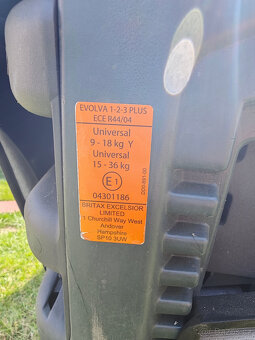 EVOLVA 1-2-3 PLUS
ECE R44/04
Universal
9 - 18 kg Y
Universal
15 - 36 kg
E1
04301186
BRITAX EXCELSIOR
LIMITED
1 Churchill Way West
Andover
Hampshire
SP10 3UW